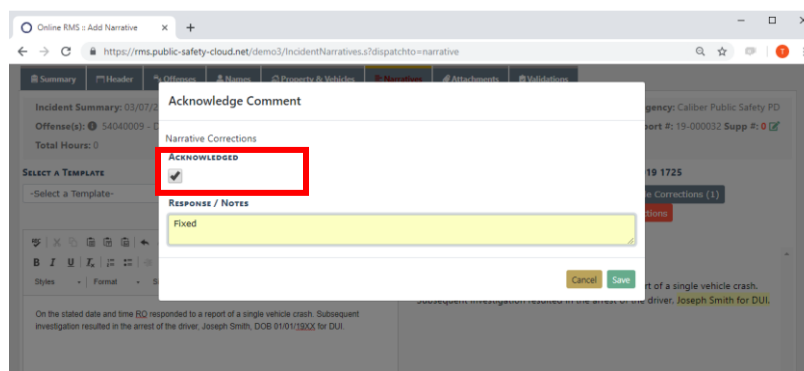 Online RMS :: Add Narrative
https://rms.public-safety-cloud.net/demo3/IncidentNarratives.s?dispatchto=narrative
T
Summary Header Offenses Names Property & Vehicles Narratives Attachments Validations
Incident Summary: 03/07/2
gency: Caliber Public Safety PD
Offense(s): 54040009 - D
port #: 19-000032 Supp #: 0
Total Hours: 0
Acknowledge Comment
Narrative Corrections
Acknowledged
Response / Notes
Fixed
Cancel Save
Select a Template
19 1725
-Select a Template-
e Corrections (1)
ctions
B I U Tx
Styles Format S
On the stated date and time RO responded to a report of a single vehicle crash. Subsequent
investigation resulted in the arrest of the driver, Joseph Smith, DOB 01/01/19XX for DUI.
rt of a single vehicle crash.
Subsequent investigation resulted in the arrest of the driver, Joseph Smith for DUI.